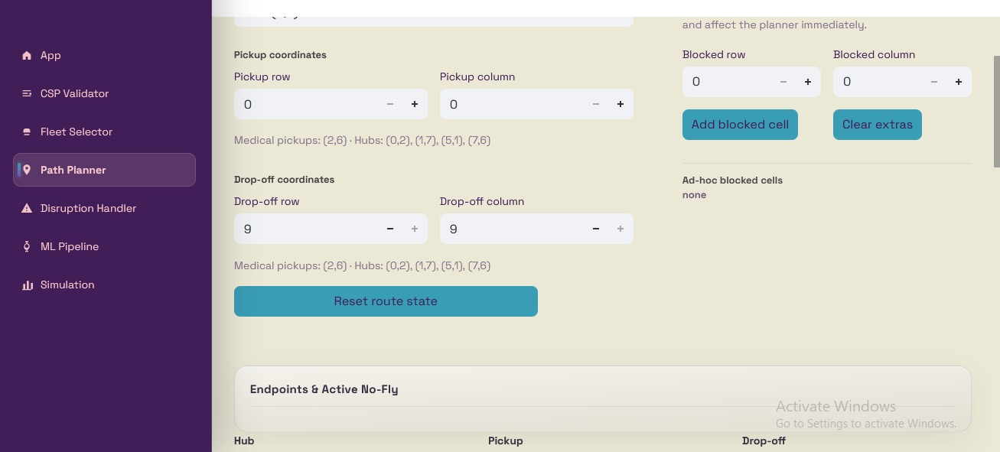 App
CSP Validator
Fleet Selector
Path Planner
Disruption Handler
ML Pipeline
Simulation
Pickup coordinates
Pickup row
Pickup column
0
0
Medical pickups: (2,6) · Hubs: (0,2), (1,7), (5,1), (7,6)
Drop-off coordinates
Drop-off row
Drop-off column
9
9
Medical pickups: (2,6) · Hubs: (0,2), (1,7), (5,1), (7,6)
Reset route state
and affect the planner immediately.
Blocked row
Blocked column
0
0
Add blocked cell
Clear extras
Ad-hoc blocked cells
none
Endpoints & Active No-Fly
Activate Windows
Go to Settings to activate Windows.
Hub
Pickup
Drop-off